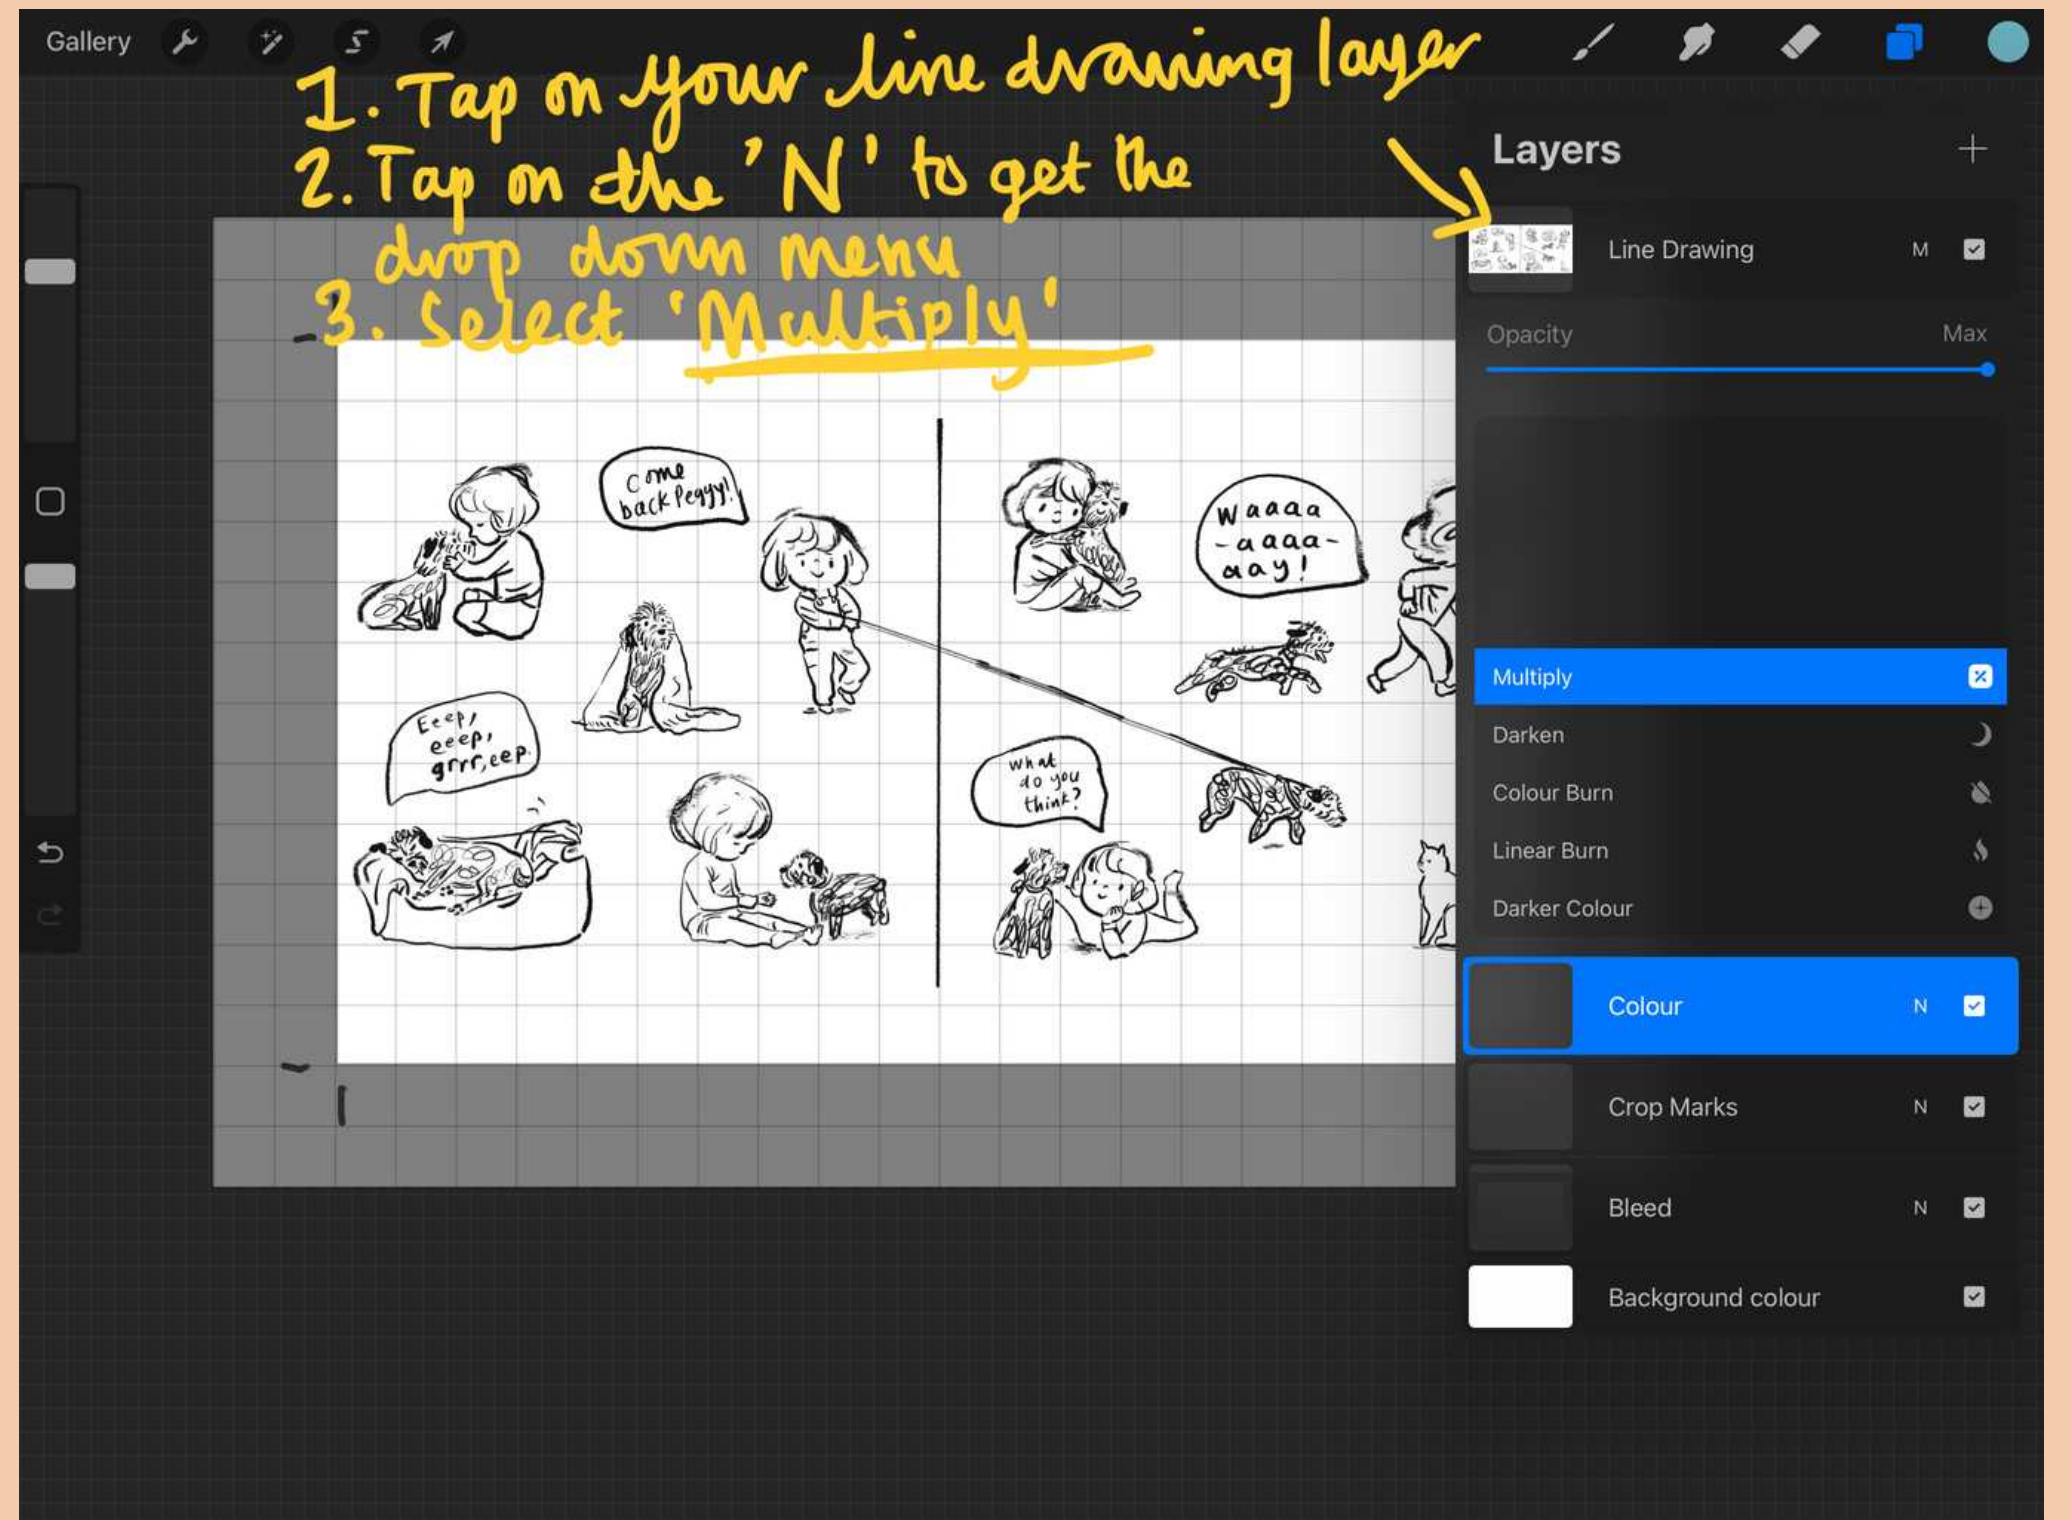 Gallery
1. Tap on your line drawing layer
2. Tap on the 'N' to get the
drop down menu
3. Select 'Multiply'
Come
back Peggy!
Eeep,
eeep,
grrr, eep.
Waaaa
-aaaa-
aay!
What
do you
think?
Layers
Line Drawing M
Opacity Max
Multiply
Darken
Colour Burn
Linear Burn
Darker Colour
Colour N
Crop Marks N
Bleed N
Background colour